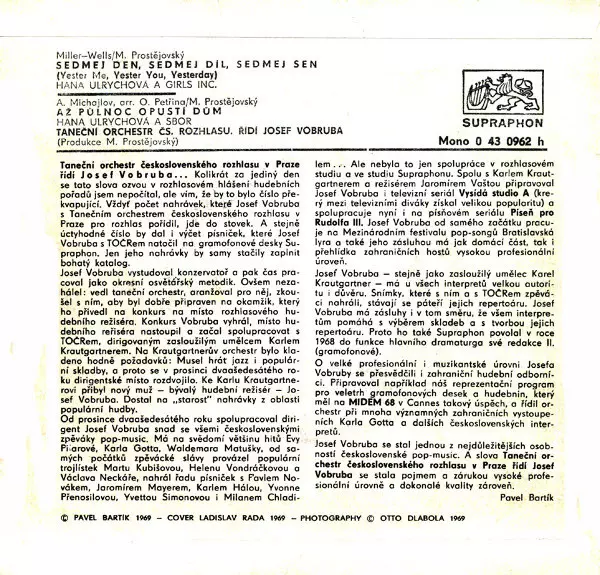 Miller–Wells/M. Prostějovský
SEDMEJ DEN, SEDMEJ DÍL, SEDMEJ SEN
(Yester Me, Yester You, Yesterday)
HANA ULRYCHOVÁ A GIRLS INC.
A. Michajlov, arr. O. Petřina/M. Prostějovský
AŽ PŮLNOC OPUSTÍ DŮM
HANA ULRYCHOVÁ A SBOR
TANEČNÍ ORCHESTR ČS. ROZHLASU. ŘÍDÍ JOSEF VOBRUBA
(Produkce M. Prostějovský)
SUPRAPHON
Mono 0 43 0962 h
Taneční orchestr československého rozhlasu v Praze
řídí Josef Vobruba... Kolikrát za jediný den
se tato slova ozvou v rozhlasovém hlášení hudebních
pořadů jsem nepočítal, ale vím, že by to bylo číslo pře-
kvapující. Vždyť počet nahrávek, které Josef Vobruba
s Tanečním orchestrem československého rozhlasu v
Praze pro rozhlas pořídil, jde do stovek. A stejně
úctyhodné číslo by dal i výčet písniček, které Josef
Vobruba s TOČRem natočil na gramofonové desky Su-
praphon. Jen jeho nahrávky by samy stačily zaplnit
bohatý katalog.
Josef Vobruba vystudoval konzervatoř a pak čas pra-
coval jako okresní osvětářský metodik. Ovšem neza-
hálel: vedl taneční orchestr, aranžoval pro něj, zkou-
šel s ním, aby byl dobře připraven na okamžik, který
ho přivedl na konkurs na místo rozhlasového hu-
debního režiséra. Konkurs Vobruba vyhrál, místo hu-
debního režiséra nastoupil a začal spolupracovat s
TOČRem, dirigovaným zasloužilým umělcem Karlem
Krautgartnerem. Na Krautgartnerův orchestr bylo kla-
deno hodně požadavků: Musel hrát jazz i populár-
ní skladby, a proto se v prosinci dvaašedesátého ro-
ku dirigentské místo rozdvojilo. Ke Karlu Krautgartne-
rovi přibyl nový muž – bývalý hudební režisér – Jo-
sef Vobruba. Dostal na „starost" nahrávky z oblasti
populární hudby.
Od prosince dvaašedesátého roku spolupracoval diri-
gent Josef Vobruba snad se všemi československými
zpěváky pop-music. Má na svědomí většinu hitů Evy
Pilarové, Karla Gotta, Waldemara Matušky, od sa-
mých počátků zpěvácké slávy provázel populární
trojlístek Martu Kubišovou, Helenu Vondráčkovou a
Václava Neckáře, nahrál řadu písniček s Pavlem No-
vákem, Jaromírem Mayerem, Karlem Hálou, Yvonne
Přenosilovou, Yvettou Simonovou i Milanem Chladi-
lem... Ale nebyla to jen spolupráce v rozhlasovém
studiu a ve studiu Supraphonu. Spolu s Karlem Kraut-
gartnerem a režisérem Jaromírem Vaštou připravoval
Josef Vobruba i televizní seriál Vysídá studio A (kte-
rý mezi televizními diváky získal velikou popularitu) a
spolupracuje nyní i na písňovém seriálu Píseň pro
Rudolfa III. Josef Vobruba od samého začátku pracu-
je na Mezinárodním festivalu pop-songů Bratislavská
lyra a také jeho zásluhou má jak domácí část, tak i
přehlídka zahraničních hostů vysokou profesionální
úroveň.
Josef Vobruba – stejně jako zasloužilý umělec Karel
Krautgartner – má u všech interpretů velkou autori-
tu i důvěru. Snímky, které s ním a s TOČRem zpěvá-
ci nahráli, stávají se páteří jejich repertoáru. Josef
Vobruba má zásluhy i v tom směru, že všem interpre-
tům pomáhá s výběrem skladeb a s tvorbou jejich
repertoáru. Proto ho také Supraphon povolal v roce
1968 do funkce hlavního dramaturga své redakce II.
(gramofonové).
O velké profesionální i muzikantské úrovni Josefa
Vobruby se přesvědčili i zahraniční hudební odborní-
ci. Připravoval například náš reprezentační program
pro veletrh gramofonových desek a hudebnin, který
měl na MIDEM 68 v Cannes takový úspěch, a řídil or-
chestr při mnoha významných zahraničních vystoupe-
ních Karla Gotta a dalších československých inter-
pretů.
Josef Vobruba se stal jednou z nejdůležitějších osob-
ností československé pop-music. A slova Taneční or-
chestr československého rozhlasu v Praze řídí Josef
Vobruba se stala pojmem a zárukou vysoké profe-
sionální úrovně a dokonalé kvality zároveň.
Pavel Bartík
© PAVEL BARTÍK 1969 – COVER LADISLAV RADA 1969 – PHOTOGRAPHY © OTTO DLABOLA 1969